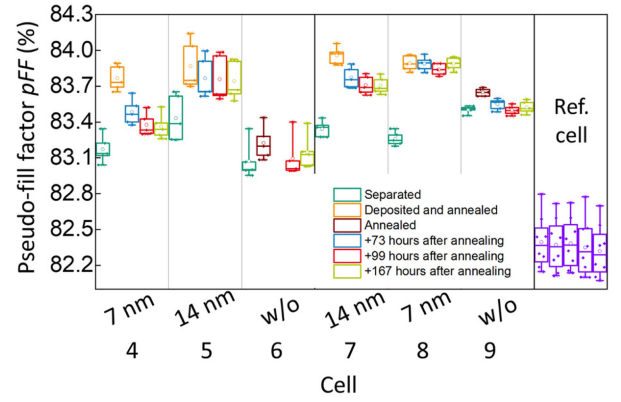 Pseudo-fill factor pFF (%)
84.3
84.0
83.7
83.4
83.1
82.8
82.5
82.2
Ref.
cell
Separated
Deposited and annealed
Annealed
+73 hours after annealing
+99 hours after annealing
+167 hours after annealing
7 nm 14 nm w/o 14 nm 7 nm w/o
4 5 6 7 8 9
Cell